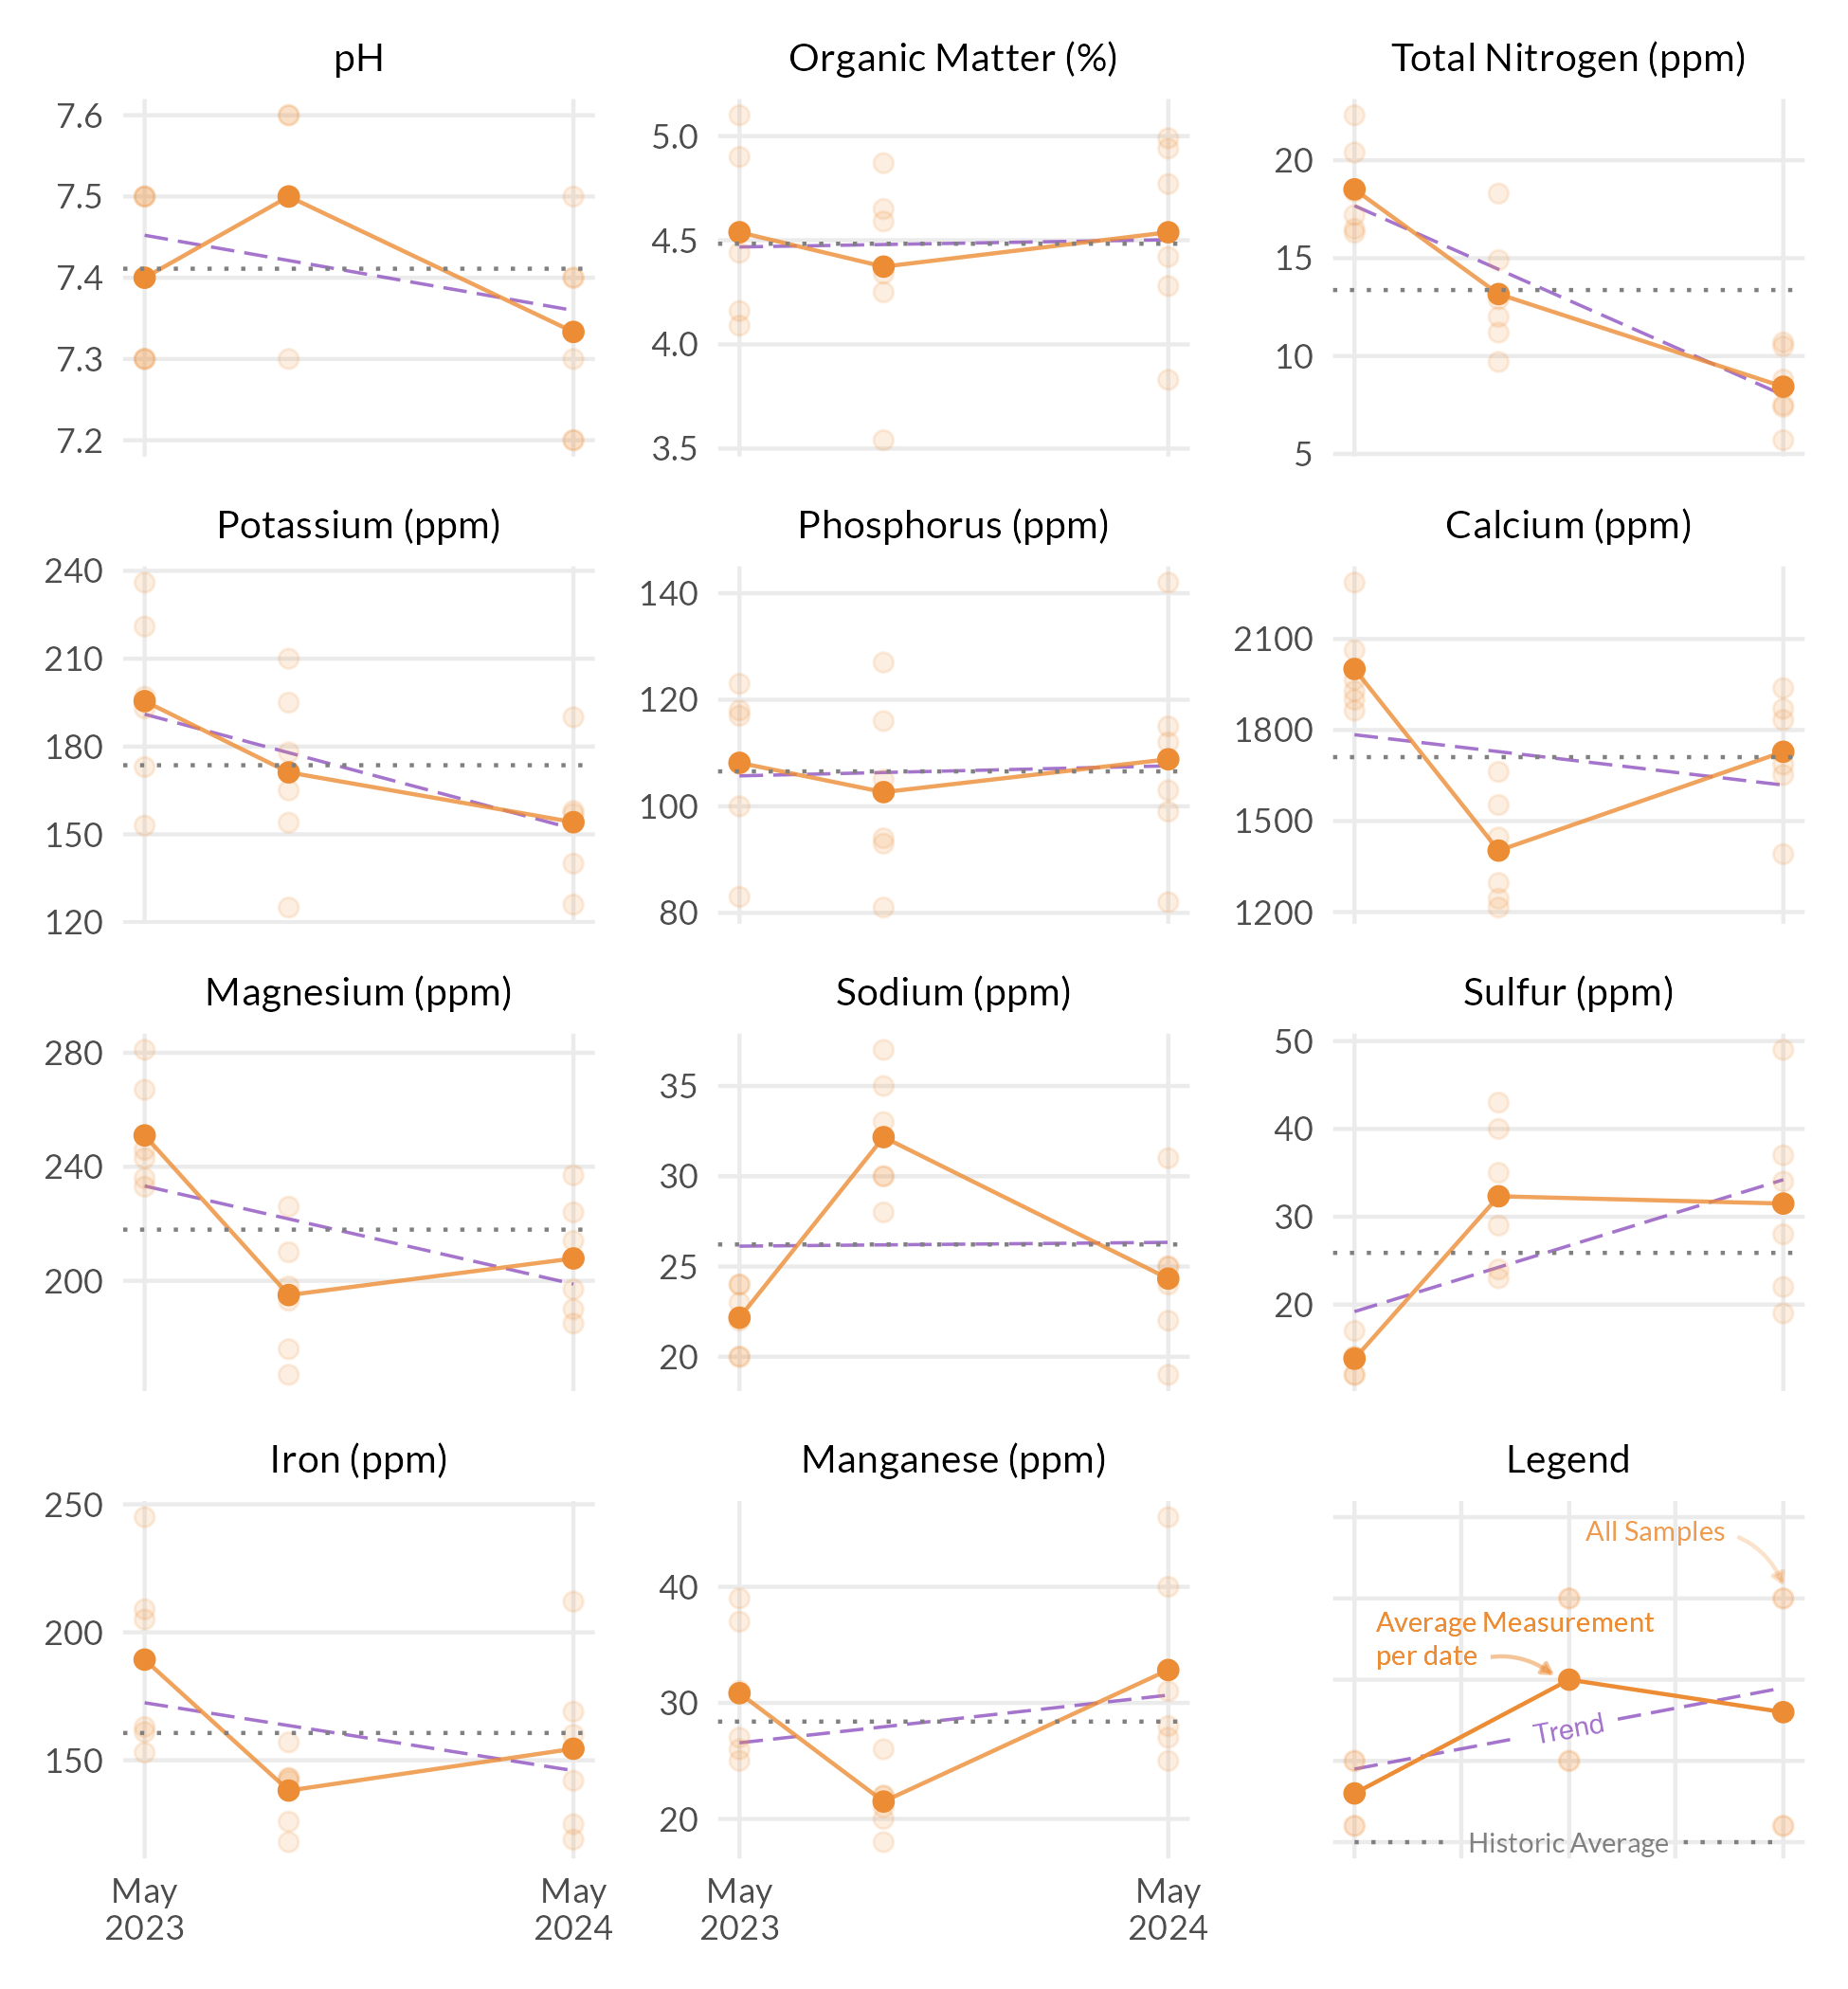 pH
7.6
7.5
7.4
7.3
7.2
Organic Matter (%)
5.0
4.5
4.0
3.5
Total Nitrogen (ppm)
20
15
10
5
Potassium (ppm)
240
210
180
150
120
Phosphorus (ppm)
140
120
100
80
Calcium (ppm)
2100
1800
1500
1200
Magnesium (ppm)
280
240
200
Sodium (ppm)
35
30
25
20
Sulfur (ppm)
50
40
30
20
Iron (ppm)
250
200
150
May
2023
May
2024
Manganese (ppm)
40
30
20
May
2023
May
2024
Legend
All Samples
Average Measurement
per date
Trend
Historic Average